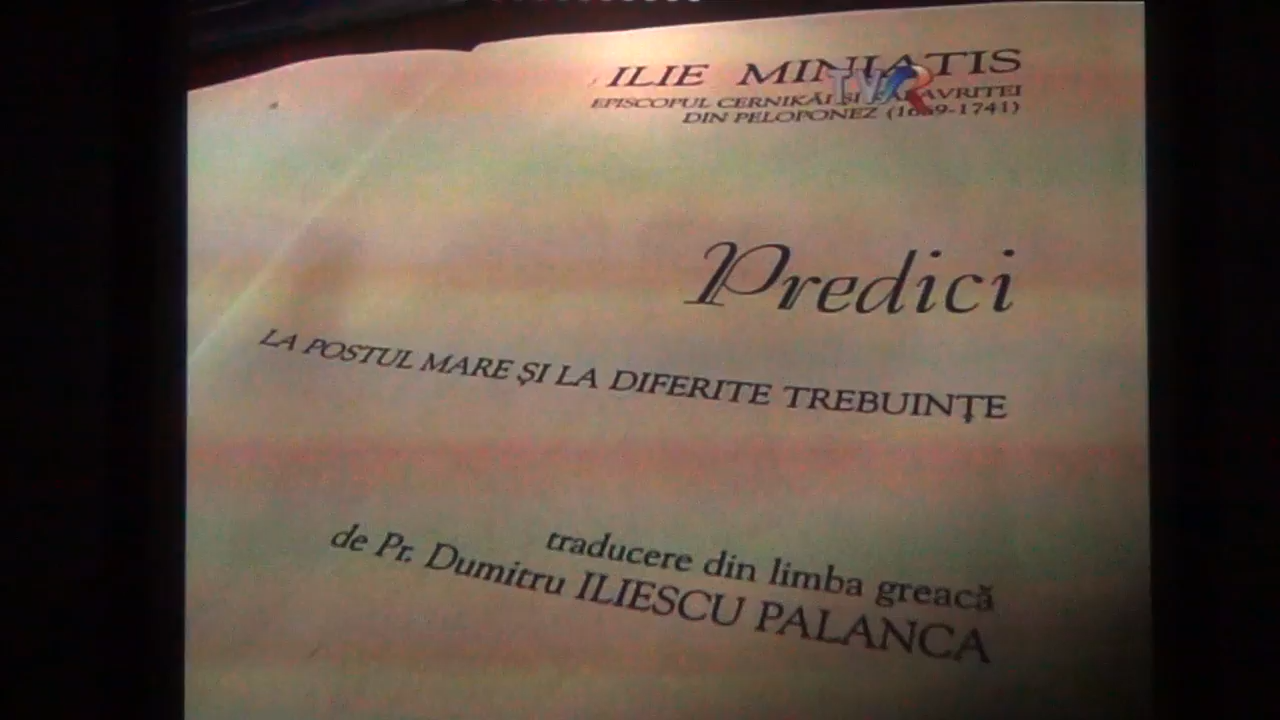 ILIE MINIATIS
EPISCOPUL CERNIKĂI ȘI
DIN PELOPONEZ
Predici
LA POSTUL MARE ȘI LA DIFERITE TREBUINȚE
traducere din limba greacă
de Pr. Dumitru ILIESCU PALANCA